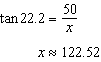 tan 22.2 = 50/x
x ≈ 122.52